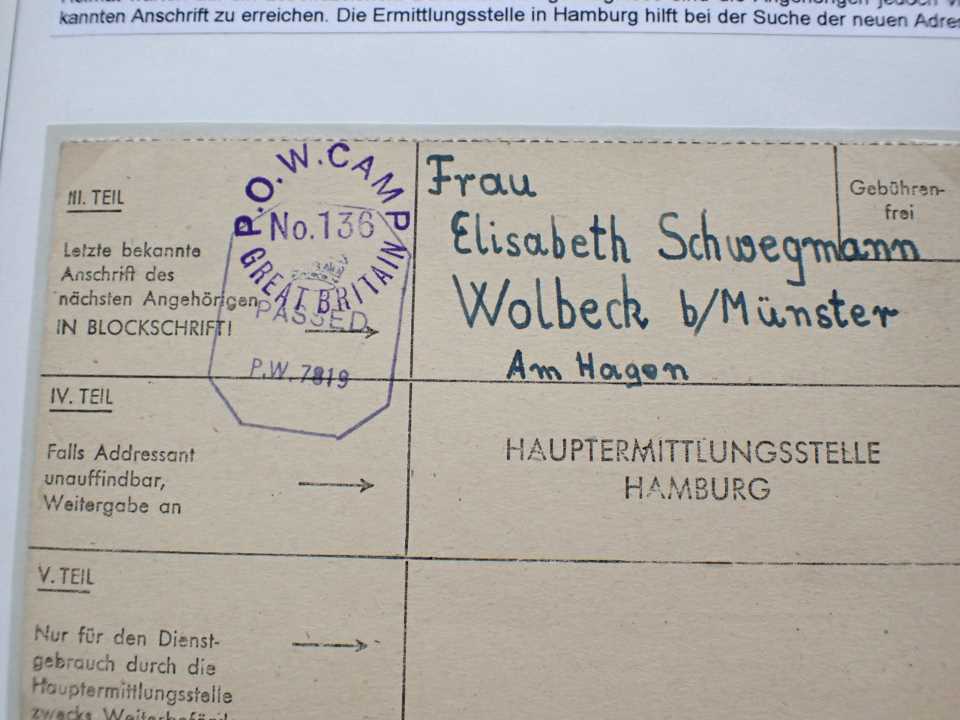 kannten Anschrift zu erreichen. Die Ermittlungsstelle in Hamburg hilft bei der Suche der neuen Adres
III. TEIL
Letzte bekannte
Anschrift des
nächsten Angehörigen
IN BLOCKSCHRIFT!
P.O.W. CAMP
No. 136
GREAT BRITAIN
PASSED
P.W. 7819
Frau
Elisabeth Schwegmann
Wolbeck b/Münster
Am Hagen
Gebühren-
frei
IV. TEIL
Falls Addressant
unauffindbar,
Weitergabe an
HAUPTERMITTLUNGSSTELLE
HAMBURG
V. TEIL
Nur für den Dienst-
gebrauch durch die
Hauptermittlungsstelle
zwecks